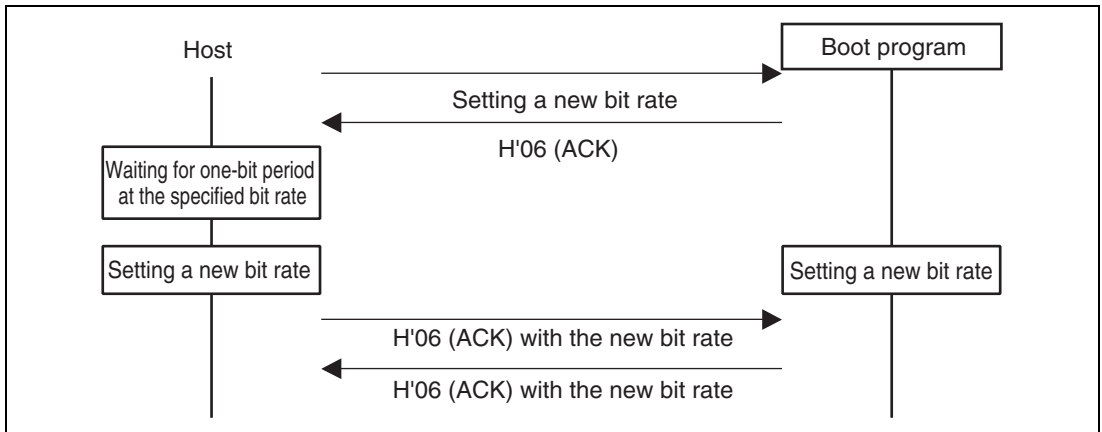 Host
Boot program
Setting a new bit rate
H'06 (ACK)
Waiting for one-bit period
at the specified bit rate
Setting a new bit rate
Setting a new bit rate
H'06 (ACK) with the new bit rate
H'06 (ACK) with the new bit rate